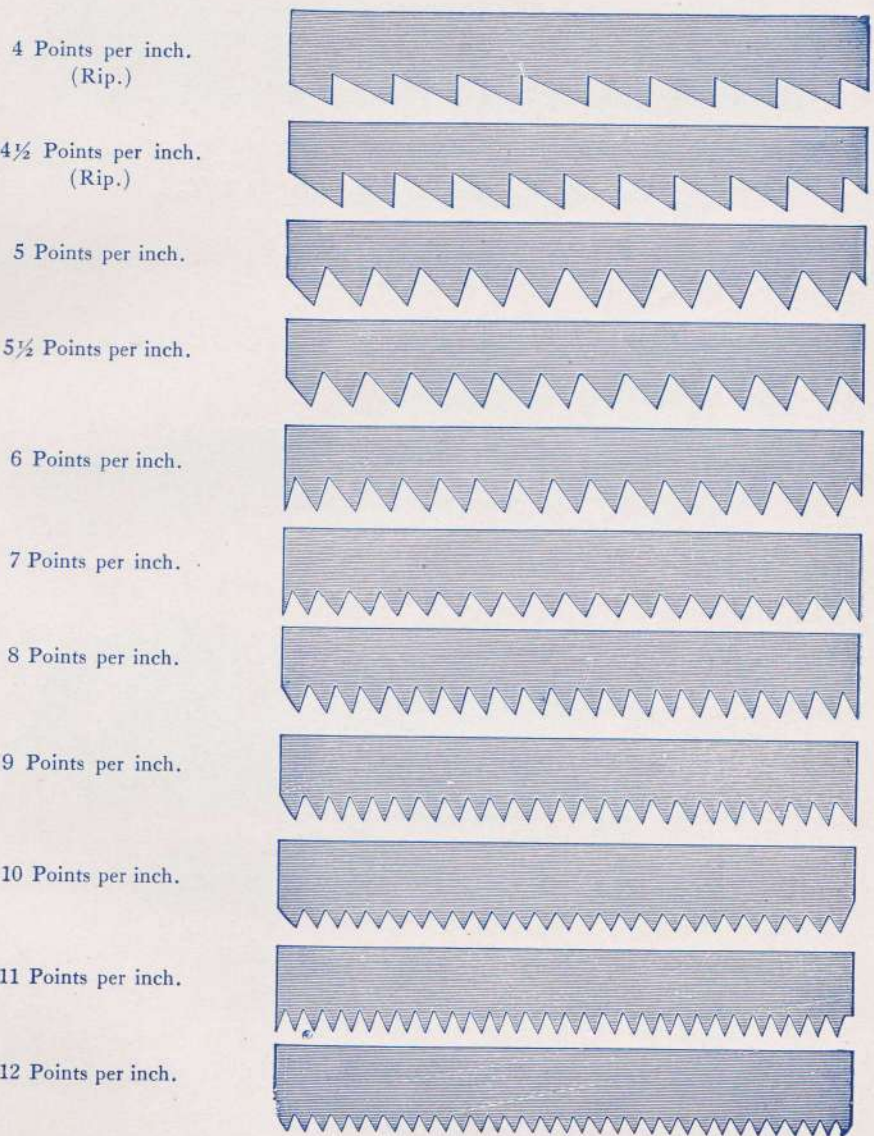 4 Points per inch.
(Rip.)
4½ Points per inch.
(Rip.)
5 Points per inch.
5½ Points per inch.
6 Points per inch.
7 Points per inch.
8 Points per inch.
9 Points per inch.
10 Points per inch.
11 Points per inch.
12 Points per inch.